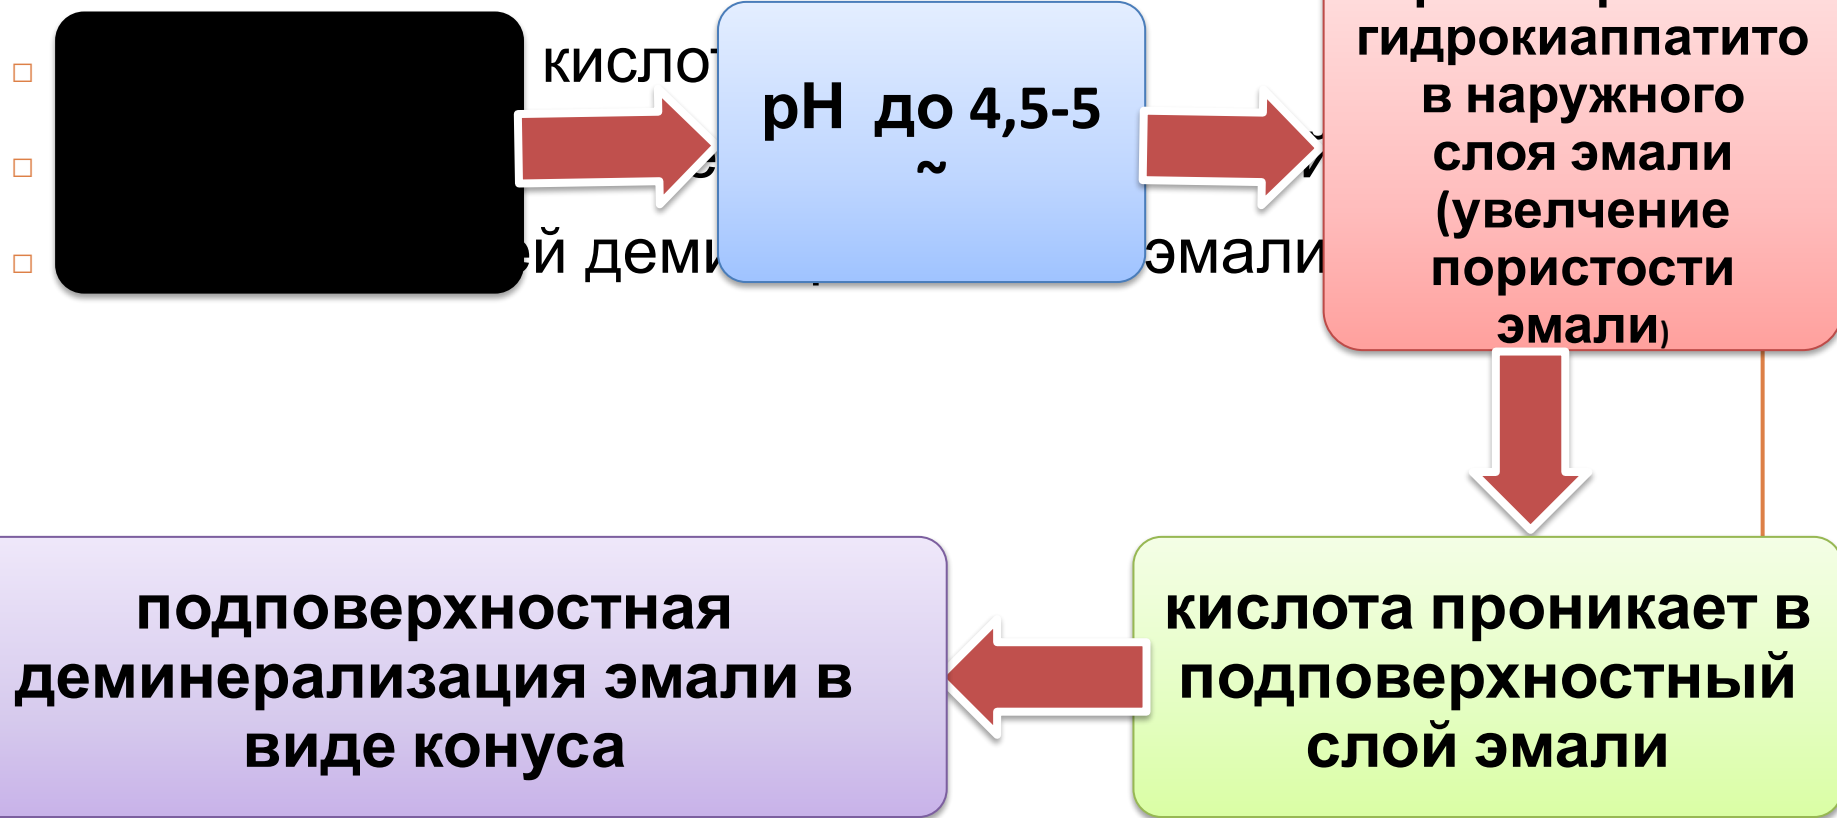 кисло
pH до 4,5-5
~
гидрокиаппатито
в наружного
слоя эмали
(увелчение
пористости
эмали)
ей деми
эмали
кислота проникает в
подповерхностный
слой эмали
подповерхностная
деминерализация эмали в
виде конуса